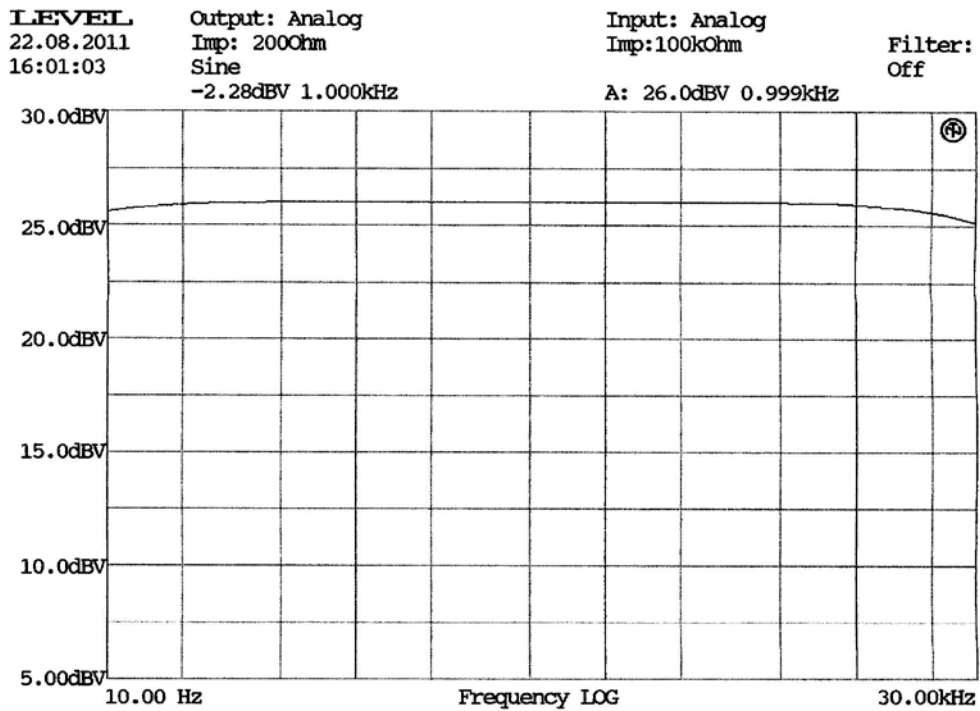 LEVEL Output: Analog Input: Analog
22.08.2011 Imp: 200Ohm Imp:100kOhm Filter:
16:01:03 Sine Off
-2.28dBV 1.000kHz A: 26.0dBV 0.999kHz
30.0dBV
25.0dBV
20.0dBV
15.0dBV
10.0dBV
5.00dBV
10.00 Hz Frequency LOG 30.00kHz